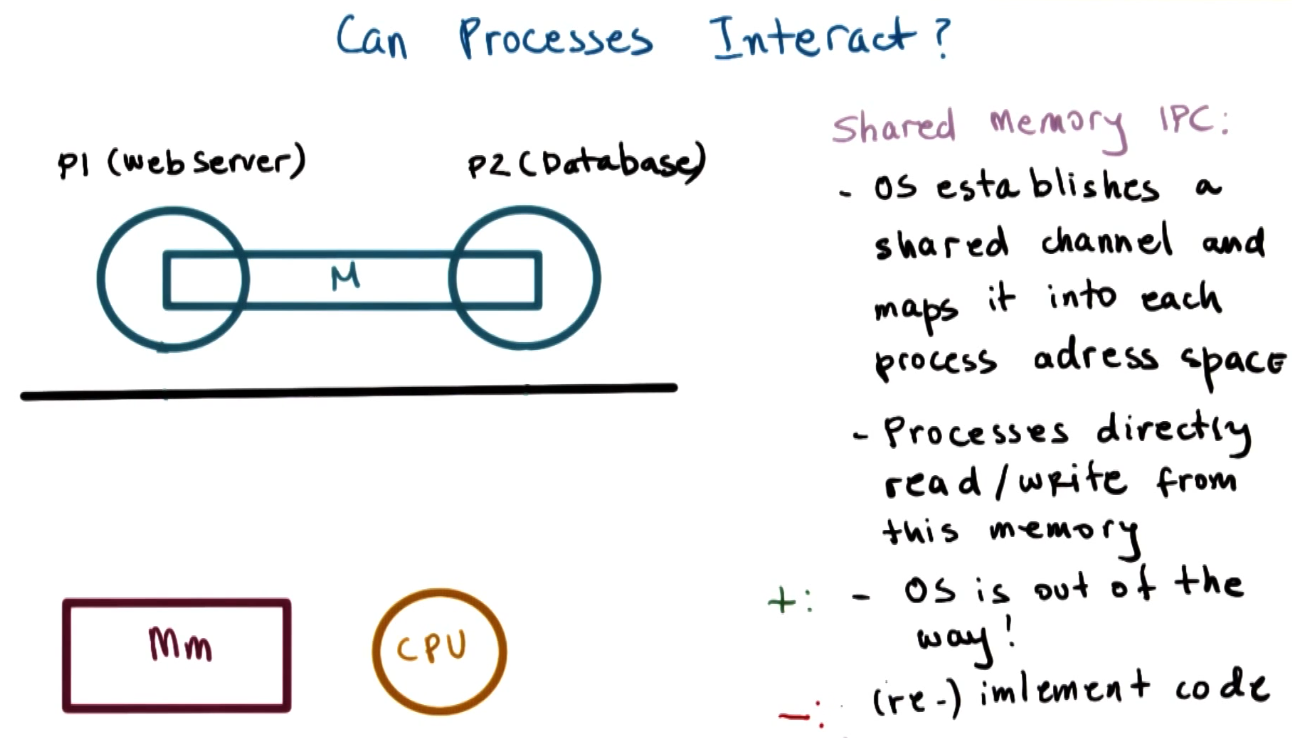 Can Processes Interact?
P1 (Web Server)
P2 (Database)
M
Mm
CPU
Shared Memory IPC:
- OS establishes a
shared channel and
maps it into each
process adress space
- Processes directly
read/write from
this memory
+: - OS is out of the
way!
-: (re-) imlement code